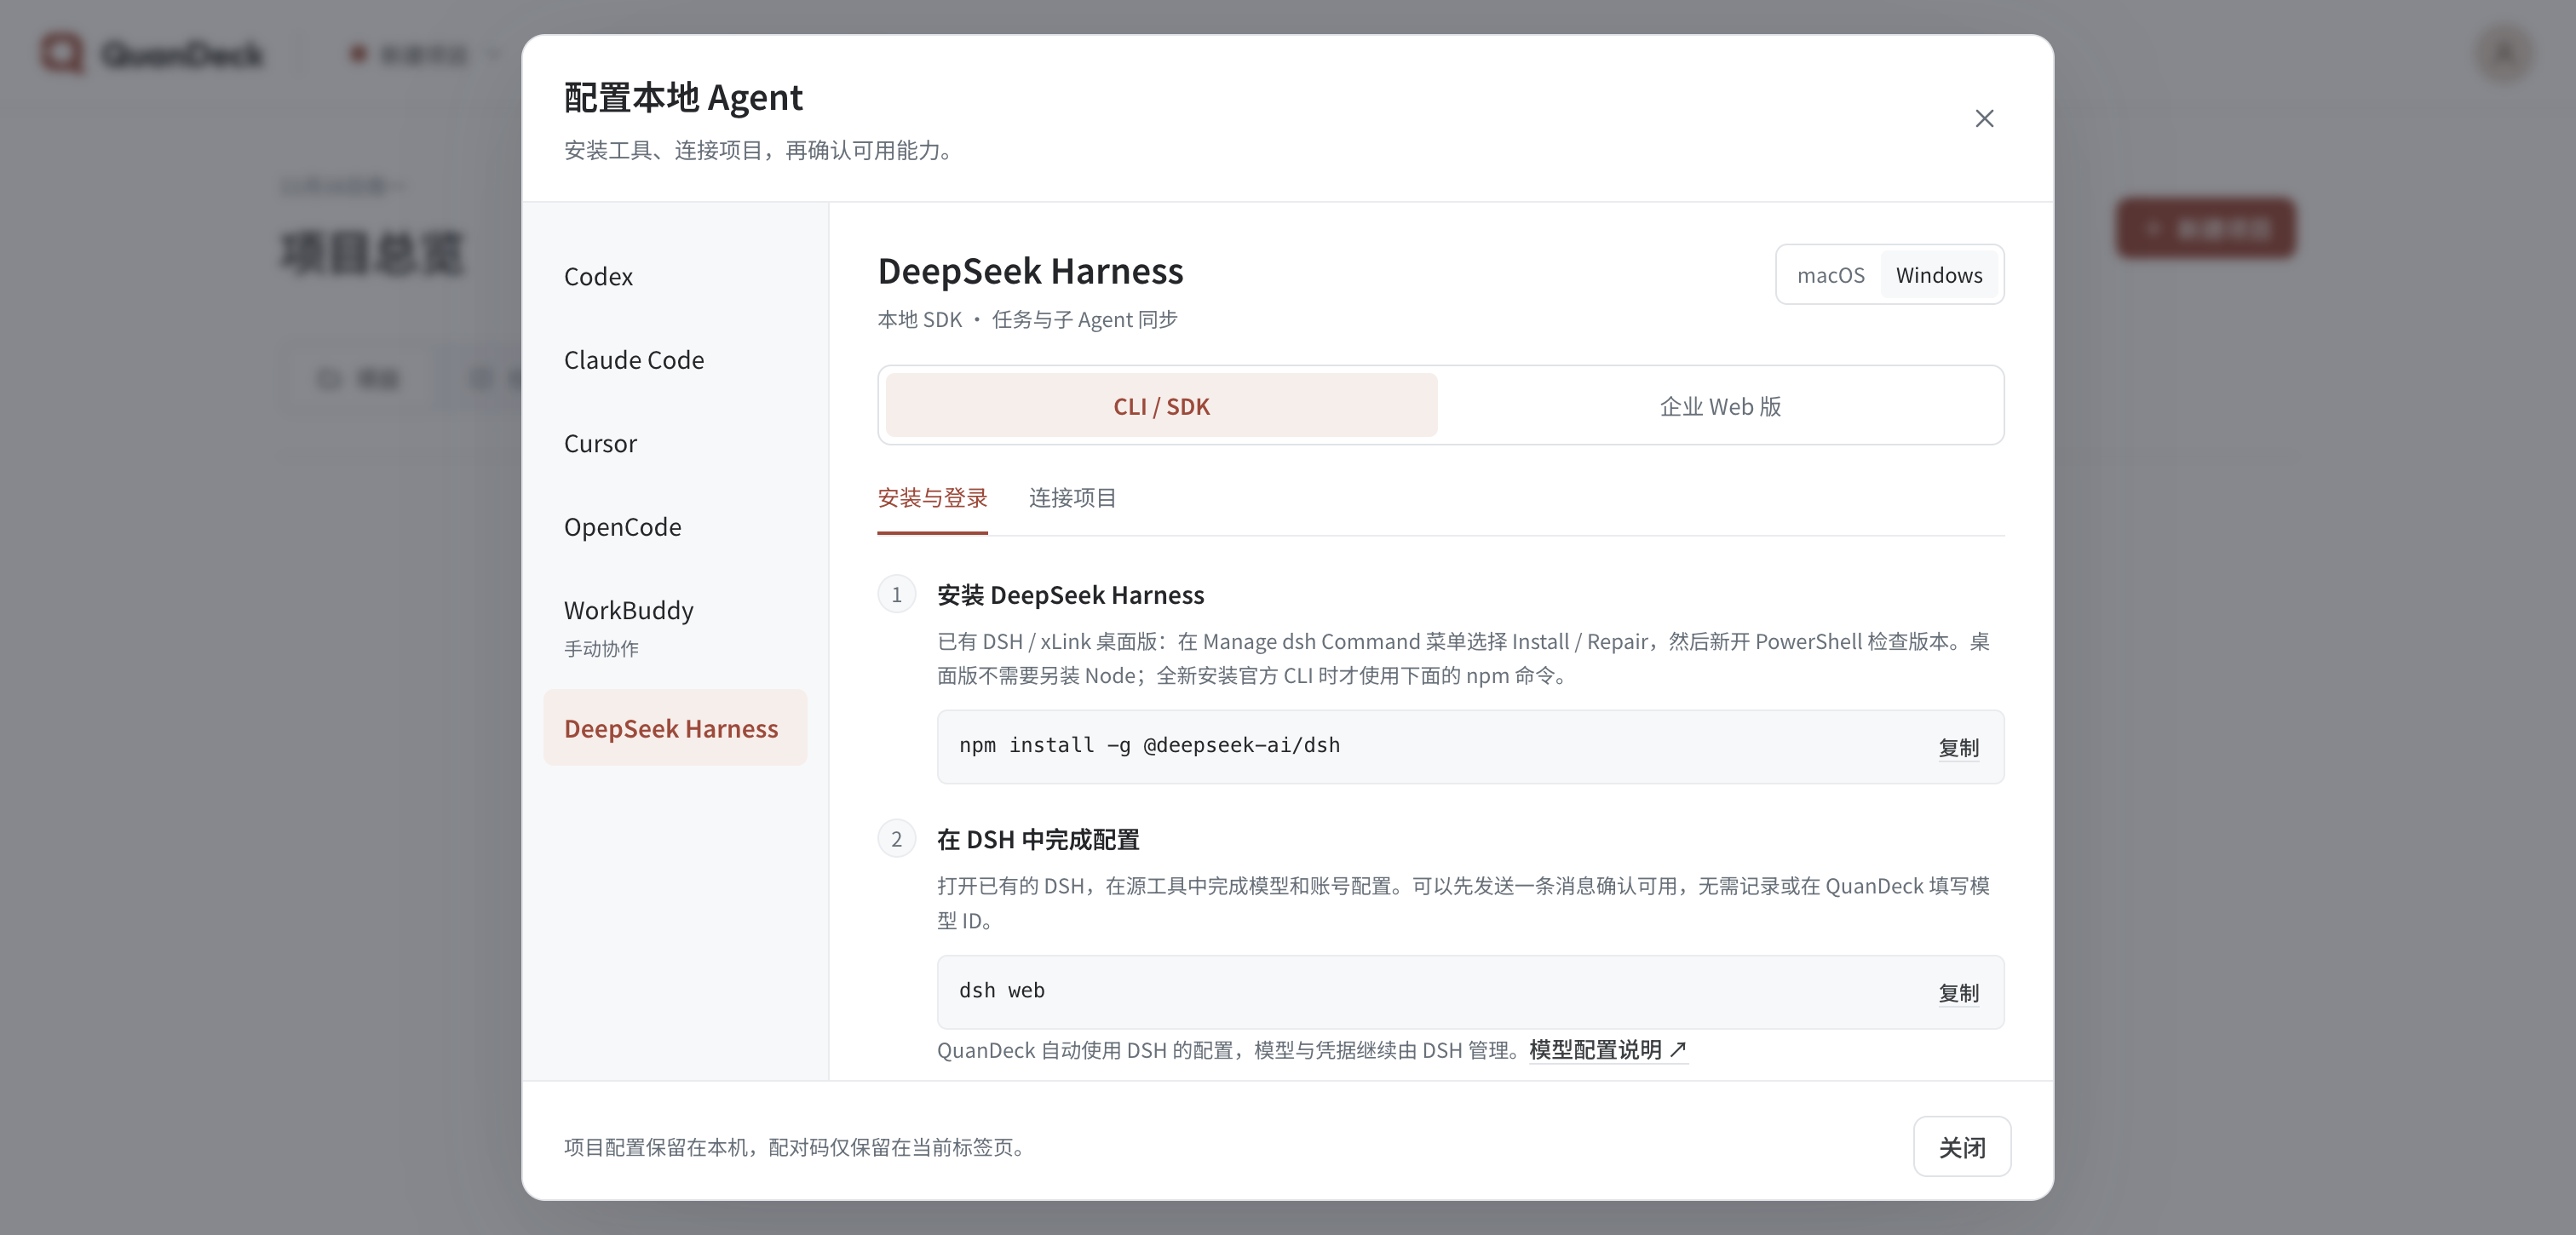 QuanDeck
项目总览
配置本地 Agent
安装工具、连接项目，再确认可用能力。
Codex
Claude Code
Cursor
OpenCode
WorkBuddy
手动协作
DeepSeek Harness
DeepSeek Harness
本地 SDK • 任务与子 Agent 同步
macOS
Windows
CLI / SDK
企业 Web 版
安装与登录
连接项目
1
安装 DeepSeek Harness
已有 DSH / xLink 桌面版：在 Manage dsh Command 菜单选择 Install / Repair，然后新开 PowerShell 检查版本。桌
面版不需要另装 Node；全新安装官方 CLI 时才使用下面的 npm 命令。
npm install -g @deepseek-ai/dsh
复制
2
在 DSH 中完成配置
打开已有的 DSH，在源工具中完成模型和账号配置。可以先发送一条消息确认可用，无需记录或在 QuanDeck 填写模
型 ID。
dsh web
复制
QuanDeck 自动使用 DSH 的配置，模型与凭据继续由 DSH 管理。模型配置说明 ↗
项目配置保留在本机，配对码仅保留在当前标签页。
关闭